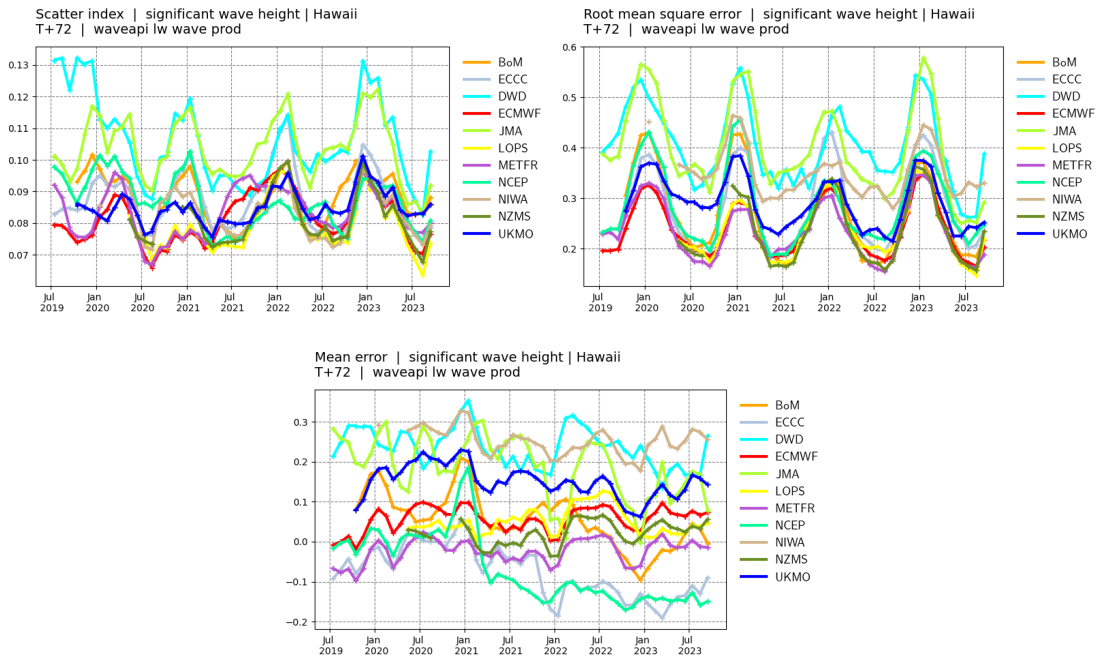 Scatter index | significant wave height | Hawaii
T+72 | waveapi lw wave prod
0.13
0.12
0.11
0.10
0.09
0.08
0.07
Jul Jan Jul Jan Jul Jan Jul Jan Jul
2019 2020 2020 2021 2021 2022 2022 2023 2023
BoM
ECCC
DWD
ECMWF
JMA
LOPS
METFR
NCEP
NIWA
NZMS
UKMO
Root mean square error | significant wave height | Hawaii
T+72 | waveapi lw wave prod
0.6
0.5
0.4
0.3
0.2
Jul Jan Jul Jan Jul Jan Jul Jan Jul
2019 2020 2020 2021 2021 2022 2022 2023 2023
BoM
ECCC
DWD
ECMWF
JMA
LOPS
METFR
NCEP
NIWA
NZMS
UKMO
Mean error | significant wave height | Hawaii
T+72 | waveapi lw wave prod
0.3
0.2
0.1
0.0
−0.1
−0.2
Jul Jan Jul Jan Jul Jan Jul Jan Jul
2019 2020 2020 2021 2021 2022 2022 2023 2023
BoM
ECCC
DWD
ECMWF
JMA
LOPS
METFR
NCEP
NIWA
NZMS
UKMO